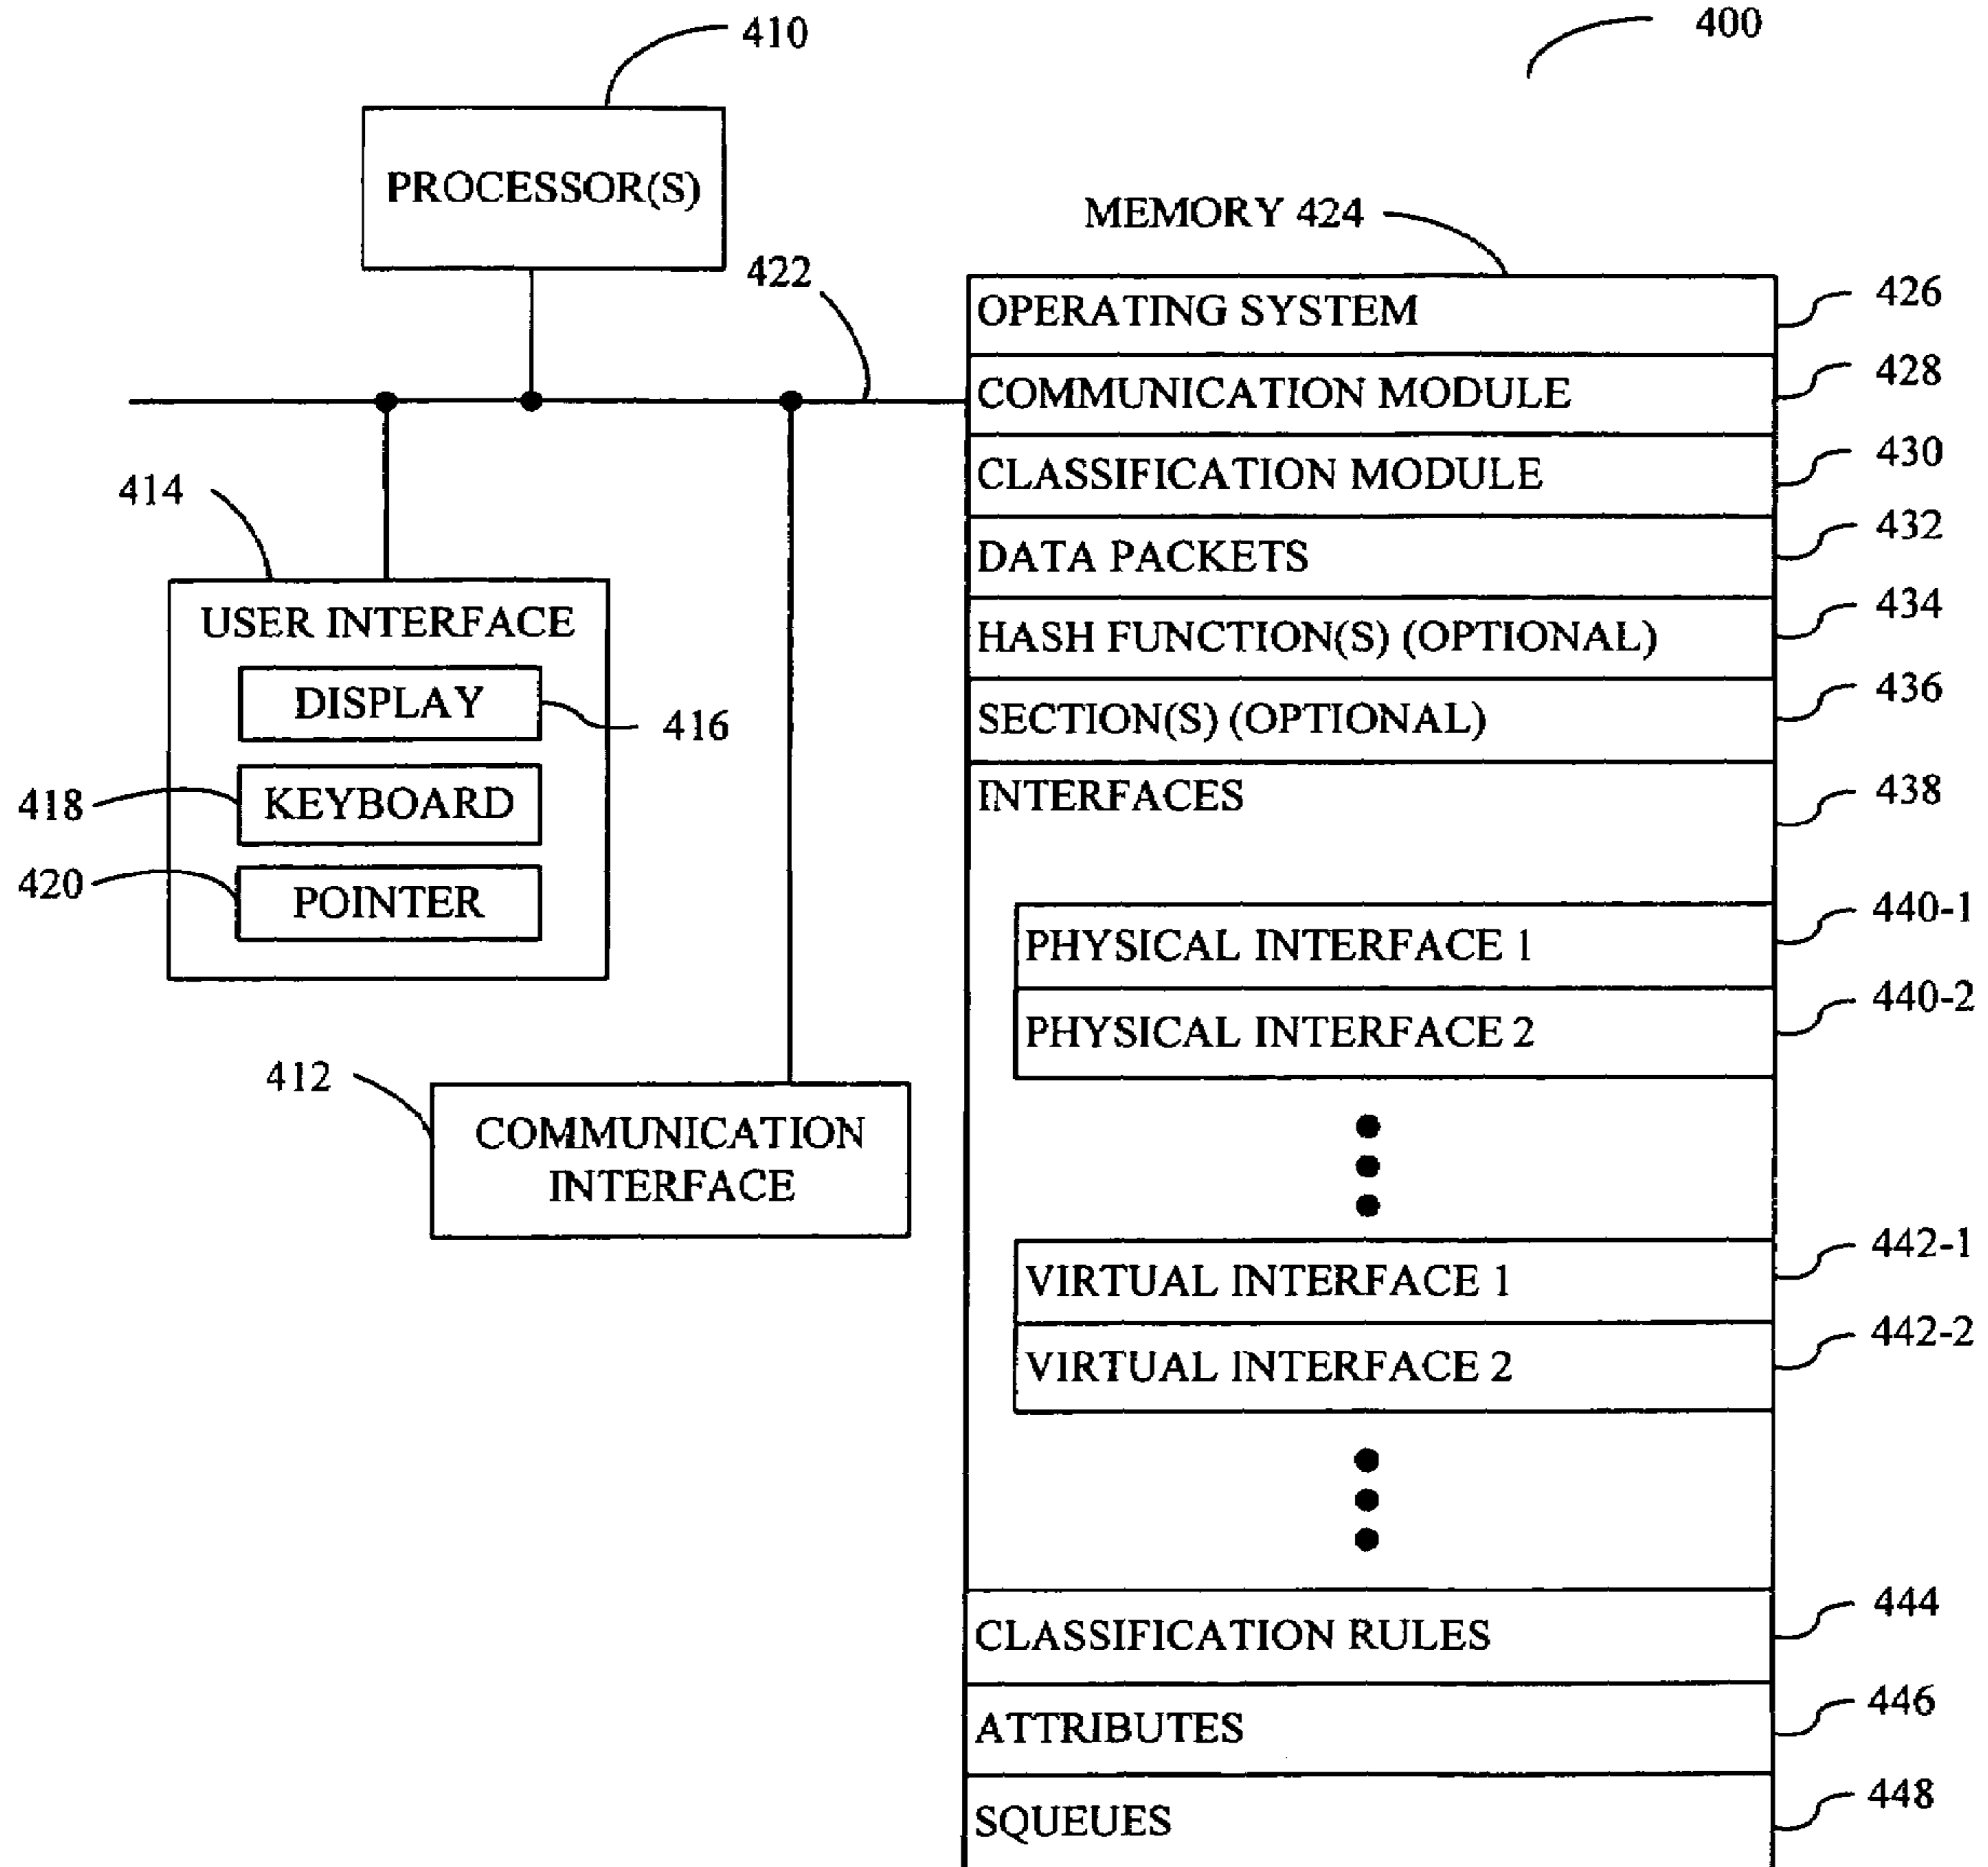 400
410
PROCESSOR(S)
422
414
USER INTERFACE
DISPLAY
416
418
KEYBOARD
420
POINTER
412
COMMUNICATION
INTERFACE
MEMORY 424
OPERATING SYSTEM
426
COMMUNICATION MODULE
428
CLASSIFICATION MODULE
430
DATA PACKETS
432
HASH FUNCTION(S) (OPTIONAL)
434
SECTION(S) (OPTIONAL)
436
INTERFACES
438
PHYSICAL INTERFACE 1
440-1
PHYSICAL INTERFACE 2
440-2
VIRTUAL INTERFACE 1
442-1
VIRTUAL INTERFACE 2
442-2
CLASSIFICATION RULES
444
ATTRIBUTES
446
SQUEUES
448